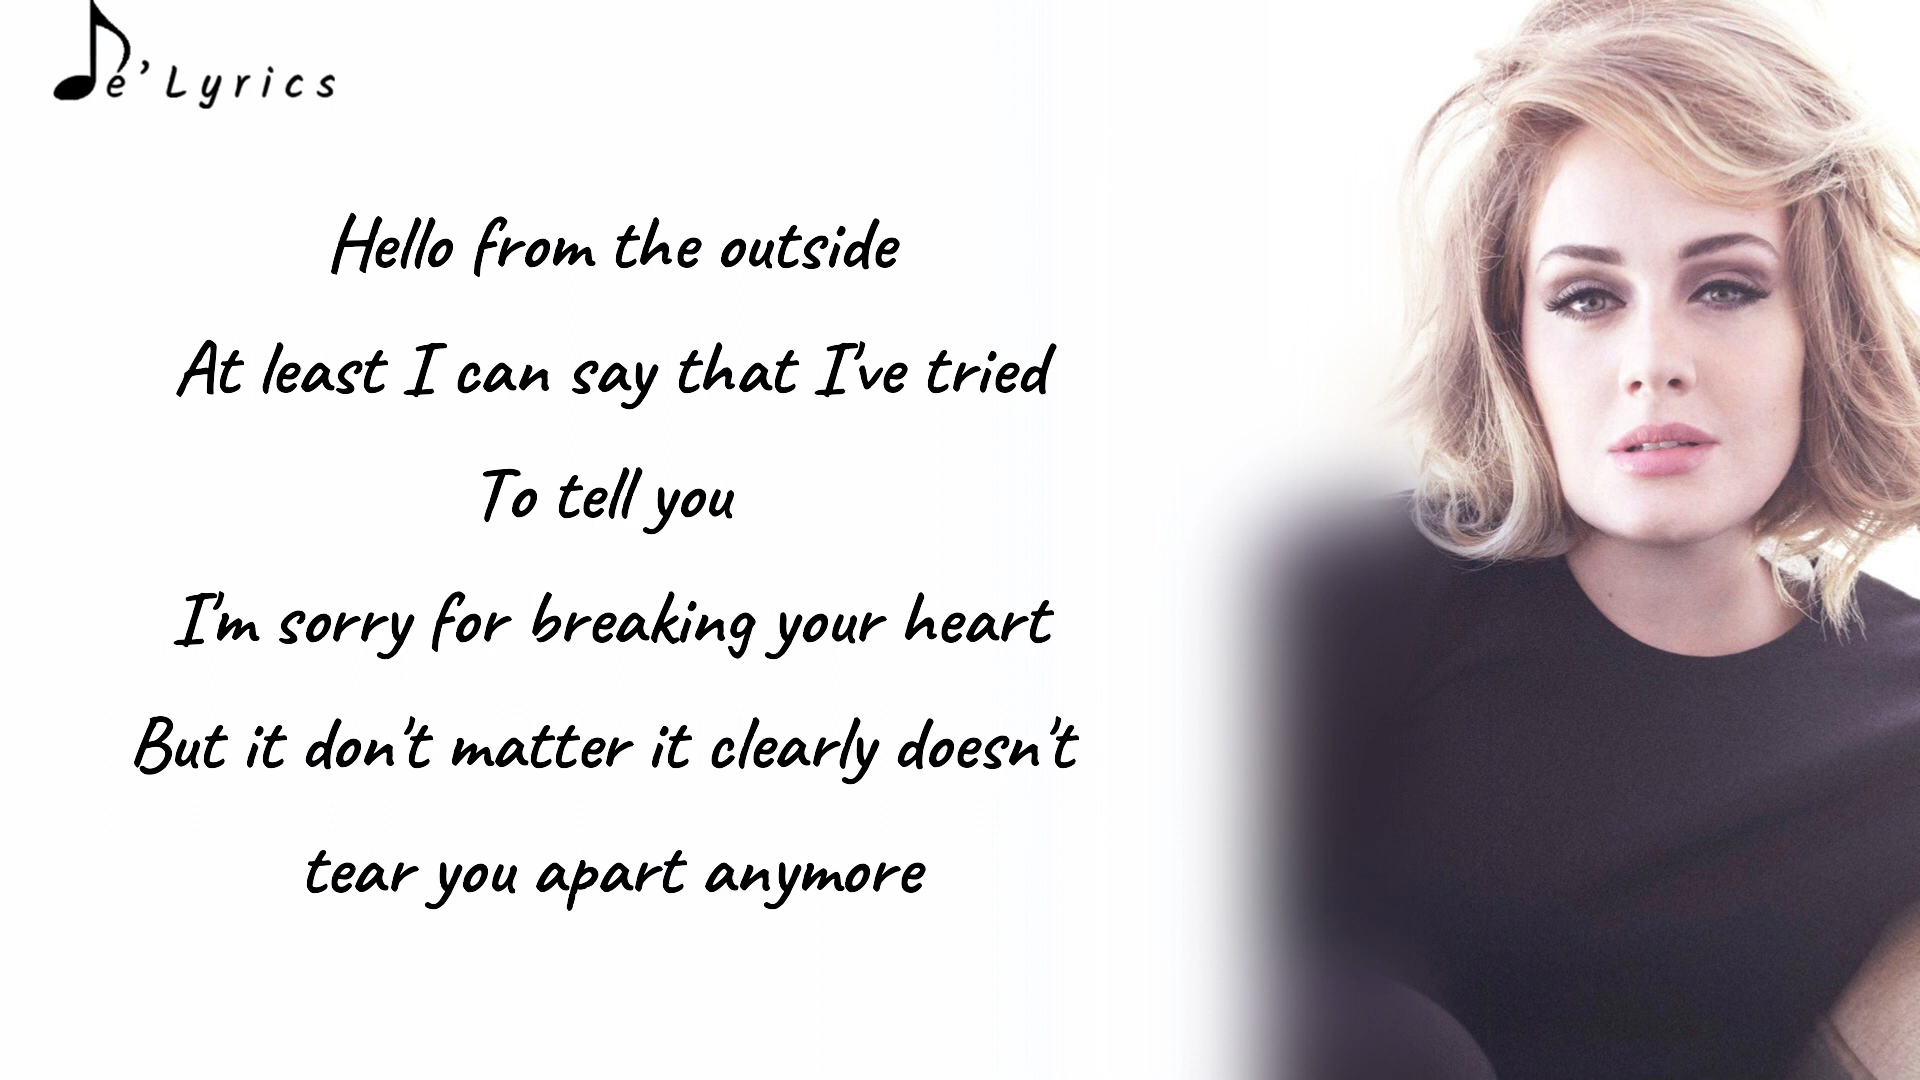 é'Lyrics
Hello from the outside
At least I can say that I've tried
To tell you
I'm sorry for breaking your heart
But it don't matter it clearly doesn't
tear you apart anymore